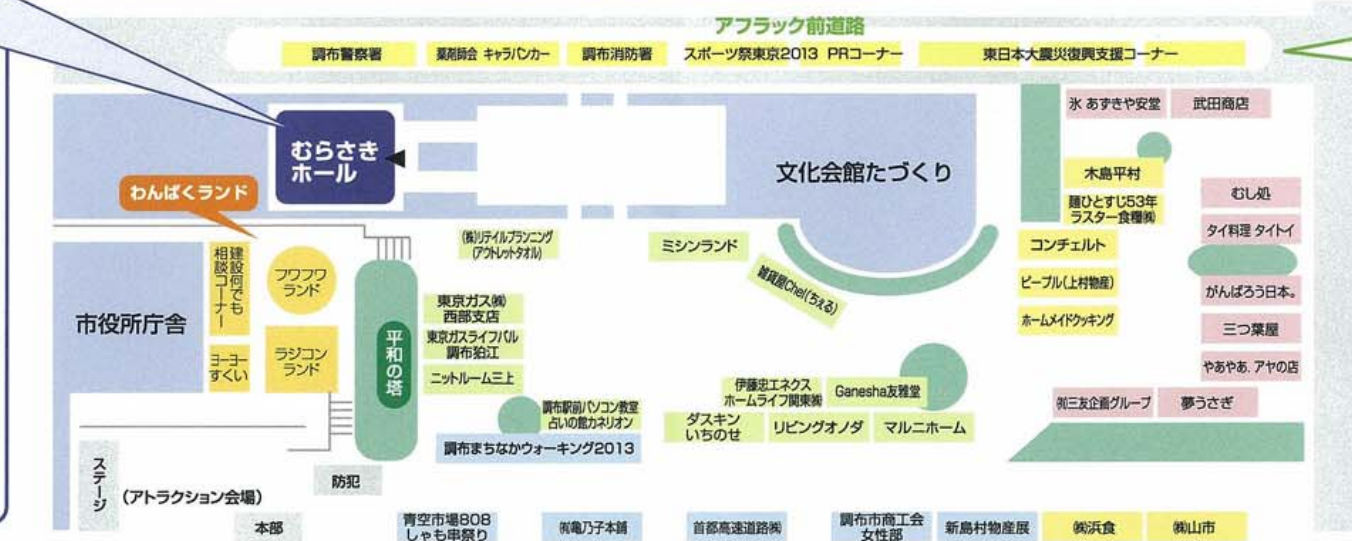 アフラック前道路
調布警察署
薬剤師会 キャラバンカー
調布消防署
スポーツ祭東京2013 PRコーナー
東日本大震災復興支援コーナー
氷 あずきや安堂
武田商店
むらさき
ホール
文化会館たづくり
わんぱくランド
木島平村
麺ひとすじ53年
ラスター食糧㈱
むし処
タイ料理 タイトイ
㈱リテイルプランニング
(アウトレットタオル)
ミシンランド
雑貨屋Chel(ちぇる)
コンチェルト
ピープル(上村物産)
ホームメイドクッキング
がんばろう日本。
三つ葉屋
やあやあ、アヤの店
市役所庁舎
建設何でも
相談コーナー
フワフワ
ランド
ヨーヨー
すくい
ラジコン
ランド
平和の塔
東京ガス㈱
西部支店
東京ガスライフバル
調布狛江
ニットルーム三上
調布駅前パソコン教室
占いの館カネリオン
調布まちなかウォーキング2013
伊藤忠エネクス
ホームライフ関東㈱
Ganesha友雅堂
ダスキン
いちのせ
リビングオノダ
マルニホーム
㈲三友企画グループ
夢うさぎ
ステージ
(アトラクション会場)
防犯
本部
青空市場808
しゃも串祭り
㈲亀乃子本舗
首都高速道路㈱
調布市商工会
女性部
新島村物産展
㈱浜食
㈱山市